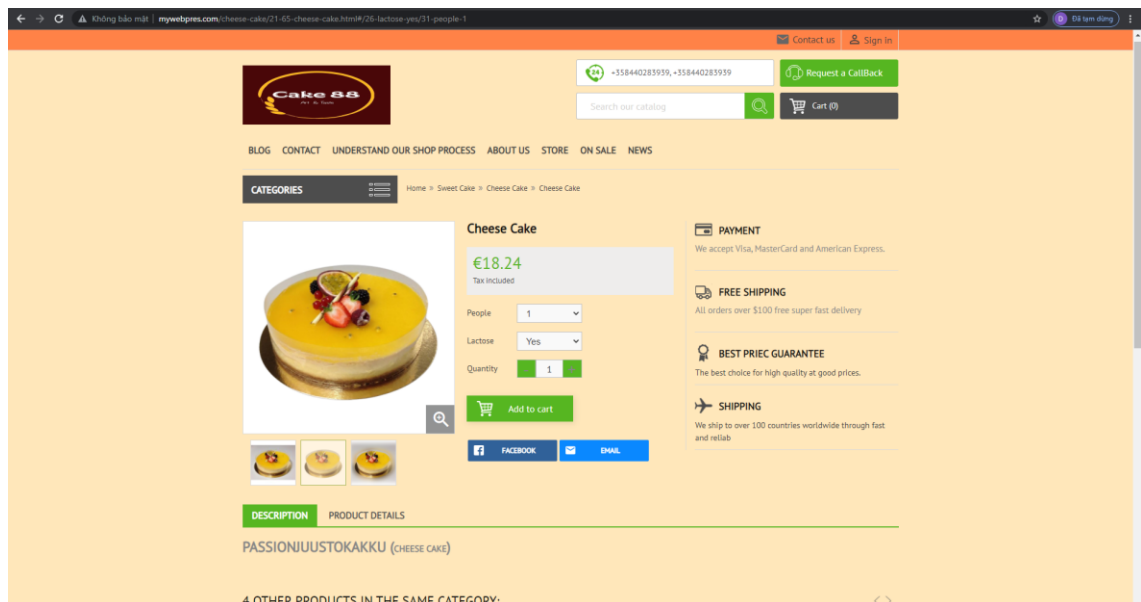 Không bảo mật | mywebpres.com/cheese-cake/21-65-cheese-cake.html#/26-lactose-yes/31-people-1
D Đã tạm dừng
Contact us Sign in
Cake 88
24 +358440283939, +358440283939
Request a CallBack
Search our catalog
Cart (0)
BLOG CONTACT UNDERSTAND OUR SHOP PROCESS ABOUT US STORE ON SALE NEWS
CATEGORIES
Home » Sweet Cake » Cheese Cake » Cheese Cake
Cheese Cake
€18.24
Tax included
People 1
Lactose Yes
Quantity 1
Add to cart
FACEBOOK EMAIL
PAYMENT
We accept Visa, MasterCard and American Express.
FREE SHIPPING
All orders over $100 free super fast delivery
BEST PRIEC GUARANTEE
The best choice for high quality at good prices.
SHIPPING
We ship to over 100 countries worldwide through fast
and reliab
DESCRIPTION PRODUCT DETAILS
PASSIONJUUSTOKAKKU (CHEESE CAKE)
4 OTHER PRODUCTS IN THE SAME CATEGORY: